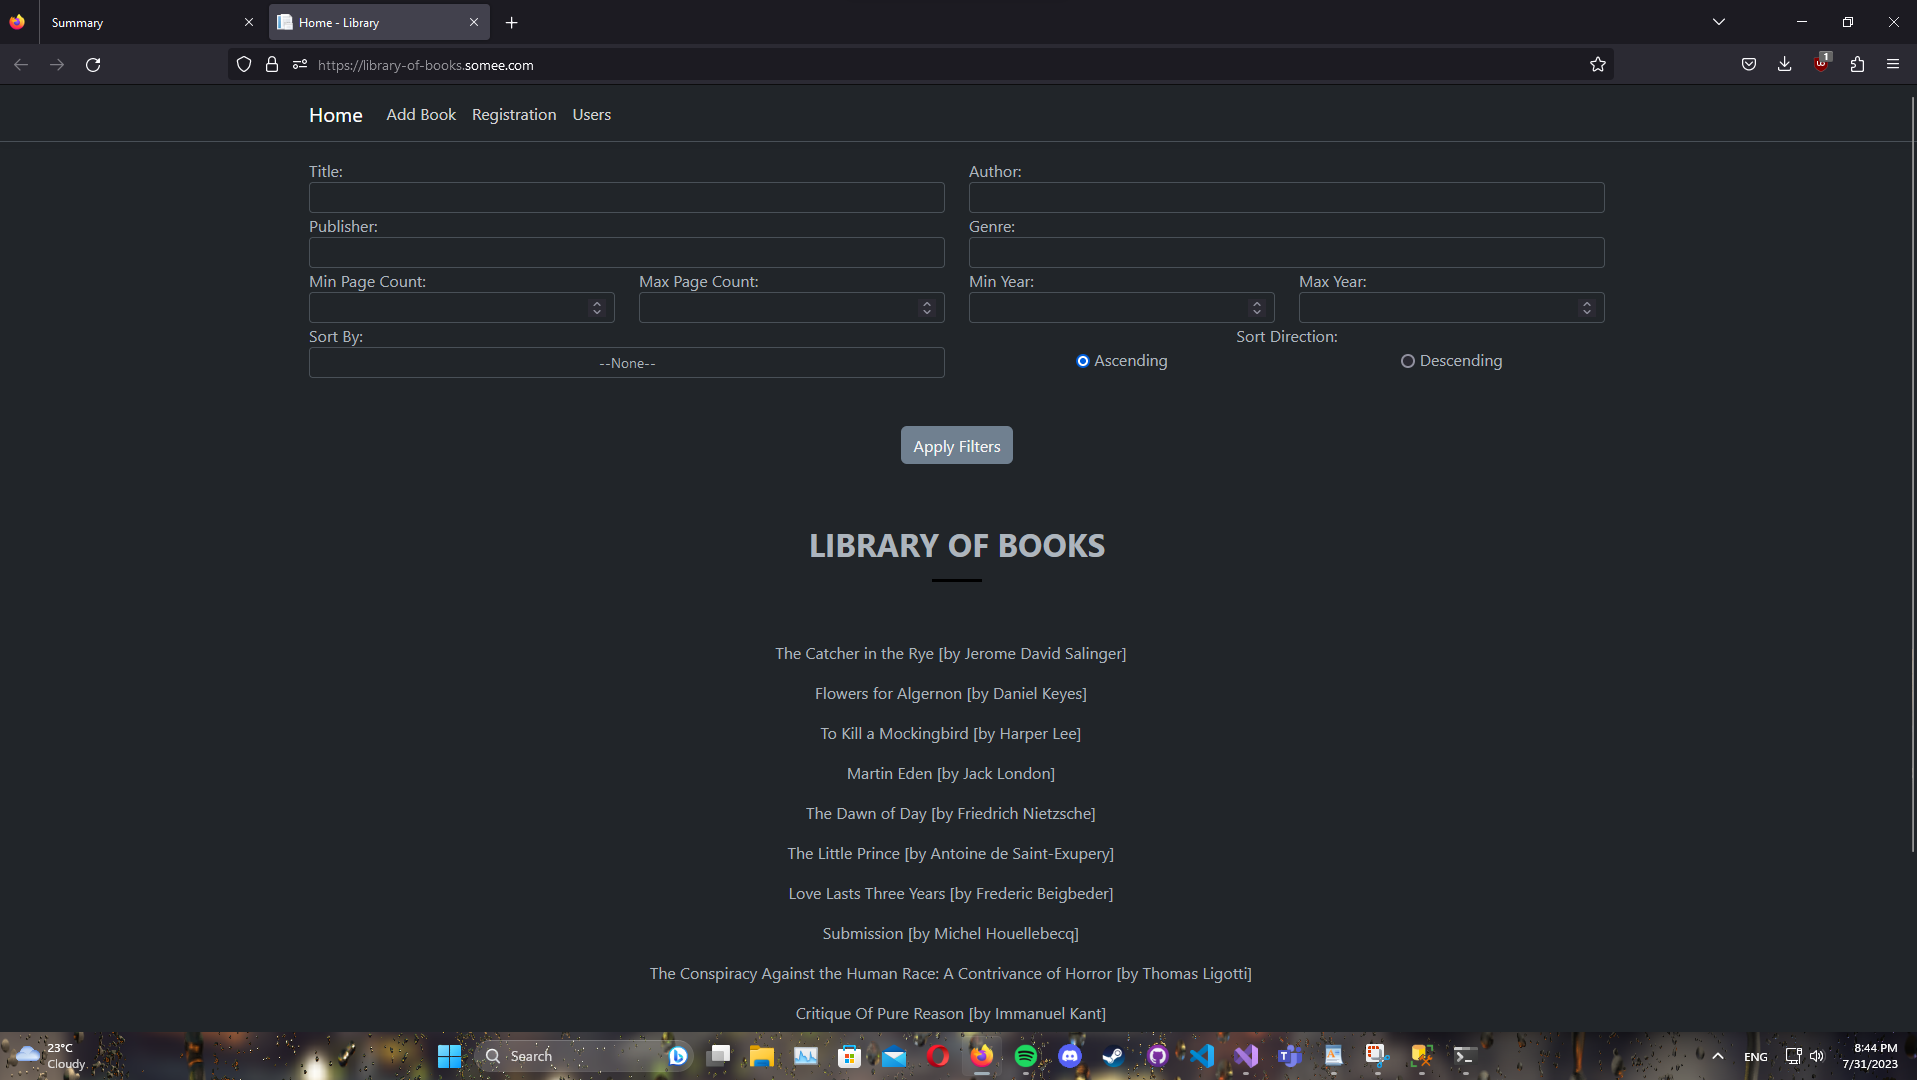 Summary
Home - Library
https://library-of-books.somee.com
1
Home Add Book Registration Users
Title: Author:
Publisher: Genre:
Min Page Count: Max Page Count: Min Year: Max Year:
Sort By: Sort Direction:
--None-- Ascending Descending
Apply Filters
LIBRARY OF BOOKS
The Catcher in the Rye [by Jerome David Salinger]
Flowers for Algernon [by Daniel Keyes]
To Kill a Mockingbird [by Harper Lee]
Martin Eden [by Jack London]
The Dawn of Day [by Friedrich Nietzsche]
The Little Prince [by Antoine de Saint-Exupery]
Love Lasts Three Years [by Frederic Beigbeder]
Submission [by Michel Houellebecq]
The Conspiracy Against the Human Race: A Contrivance of Horror [by Thomas Ligotti]
Critique Of Pure Reason [by Immanuel Kant]
23°C
Cloudy
Search
ENG
8:44 PM
7/31/2023